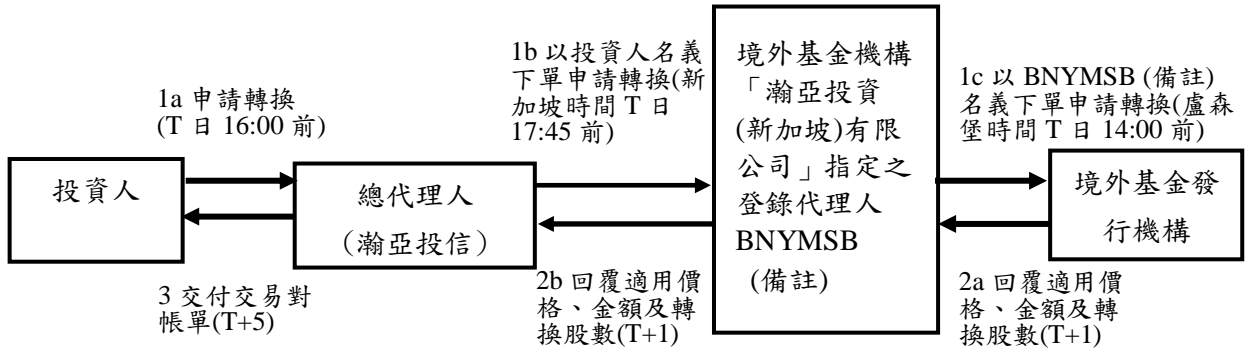 1a 申請轉換
(T 日 16:00 前)
1b 以投資人名義
下單申請轉換(新
加坡時間 T 日
17:45 前)
境外基金機構
「瀚亞投資
(新加坡)有限
公司」指定之
登錄代理人
BNYMSB
(備註)
1c 以 BNYMSB (備註)
名義下單申請轉換(盧森
堡時間 T 日 14:00 前)
投資人
總代理人
（瀚亞投信）
境外基金發
行機構
3 交付交易對
帳單(T+5)
2b 回覆適用價
格、金額及轉
換股數(T+1)
2a 回覆適用價
格、金額及轉
換股數(T+1)